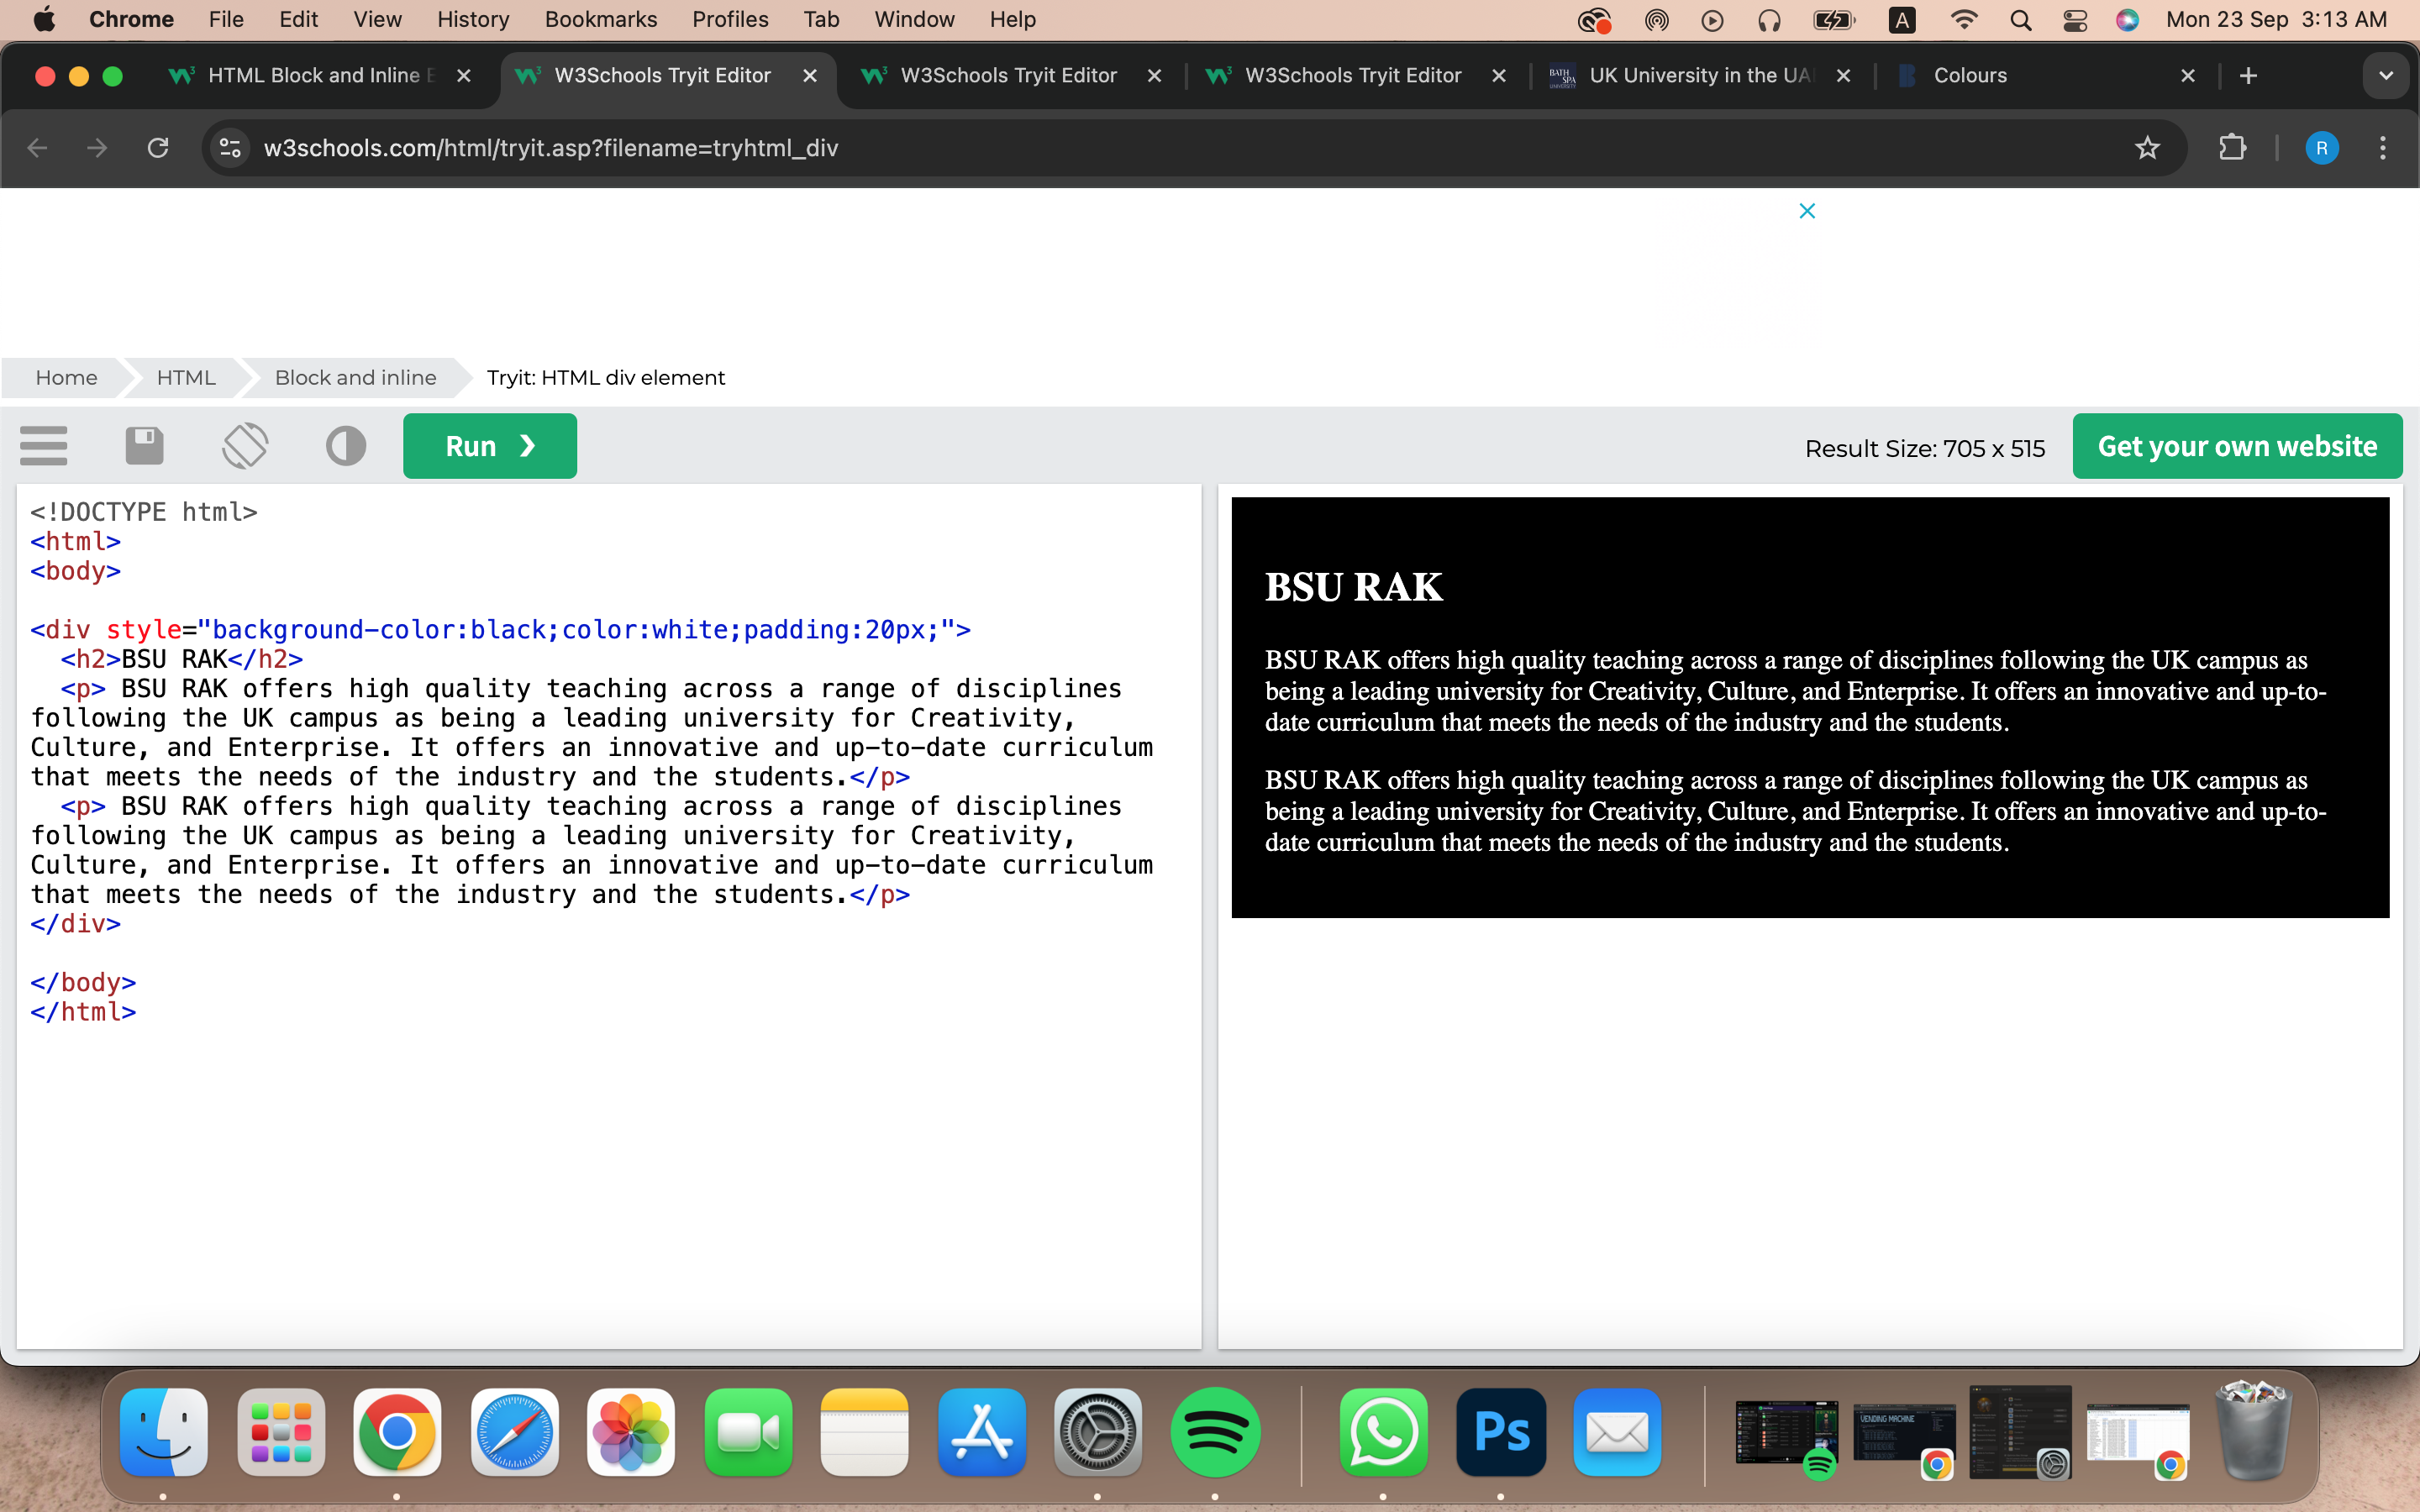 Chrome File Edit View History Bookmarks Profiles Tab Window Help A Mon 23 Sep 3:13 AM
HTML Block and Inline E W3Schools Tryit Editor W3Schools Tryit Editor W3Schools Tryit Editor BATH SPA UNIVERSITY UK University in the UA Colours
w3schools.com/html/tryit.asp?filename=tryhtml_div R
Home HTML Block and inline Tryit: HTML div element
Run ❯ Result Size: 705 x 515 Get your own website
<!DOCTYPE html>
<html>
<body>
<div style="background-color:black;color:white;padding:20px;">
<h2>BSU RAK</h2>
<p> BSU RAK offers high quality teaching across a range of disciplines
following the UK campus as being a leading university for Creativity,
Culture, and Enterprise. It offers an innovative and up-to-date curriculum
that meets the needs of the industry and the students.</p>
<p> BSU RAK offers high quality teaching across a range of disciplines
following the UK campus as being a leading university for Creativity,
Culture, and Enterprise. It offers an innovative and up-to-date curriculum
that meets the needs of the industry and the students.</p>
</div>
</body>
</html>
BSU RAK
BSU RAK offers high quality teaching across a range of disciplines following the UK campus as
being a leading university for Creativity, Culture, and Enterprise. It offers an innovative and up-to-
date curriculum that meets the needs of the industry and the students.
BSU RAK offers high quality teaching across a range of disciplines following the UK campus as
being a leading university for Creativity, Culture, and Enterprise. It offers an innovative and up-to-
date curriculum that meets the needs of the industry and the students.
Ps
VENDING MACHINE